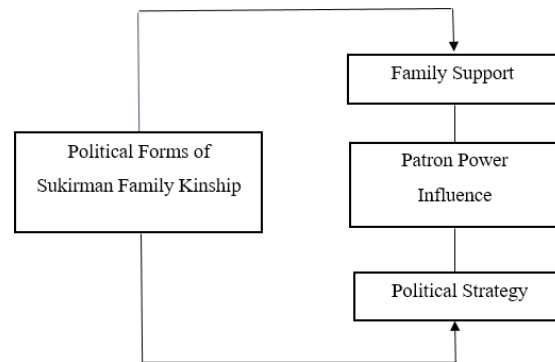 Family Support
Political Forms of
Sukirman Family Kinship
Patron Power
Influence
Political Strategy